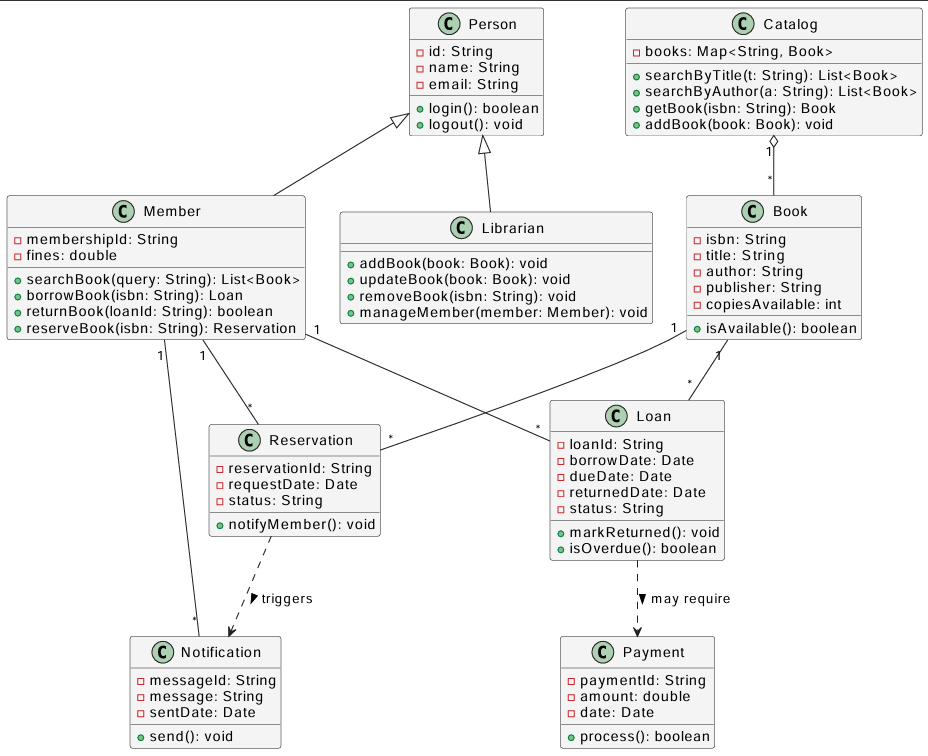 C Person
id: String
name: String
email: String
login(): boolean
logout(): void
C Catalog
books: Map<String, Book>
searchByTitle(t: String): List<Book>
searchByAuthor(a: String): List<Book>
getBook(isbn: String): Book
addBook(book: Book): void
1
*
C Member
membershipId: String
fines: double
searchBook(query: String): List<Book>
borrowBook(isbn: String): Loan
returnBook(loanId: String): boolean
reserveBook(isbn: String): Reservation
C Librarian
addBook(book: Book): void
updateBook(book: Book): void
removeBook(isbn: String): void
manageMember(member: Member): void
C Book
isbn: String
title: String
author: String
publisher: String
copiesAvailable: int
isAvailable(): boolean
1
1
1
1
1
*
*
*
*
C Reservation
reservationId: String
requestDate: Date
status: String
notifyMember(): void
C Loan
loanId: String
borrowDate: Date
dueDate: Date
returnedDate: Date
status: String
markReturned(): void
isOverdue(): boolean
triggers
may require
*
C Notification
messageId: String
message: String
sentDate: Date
send(): void
C Payment
paymentId: String
amount: double
date: Date
process(): boolean